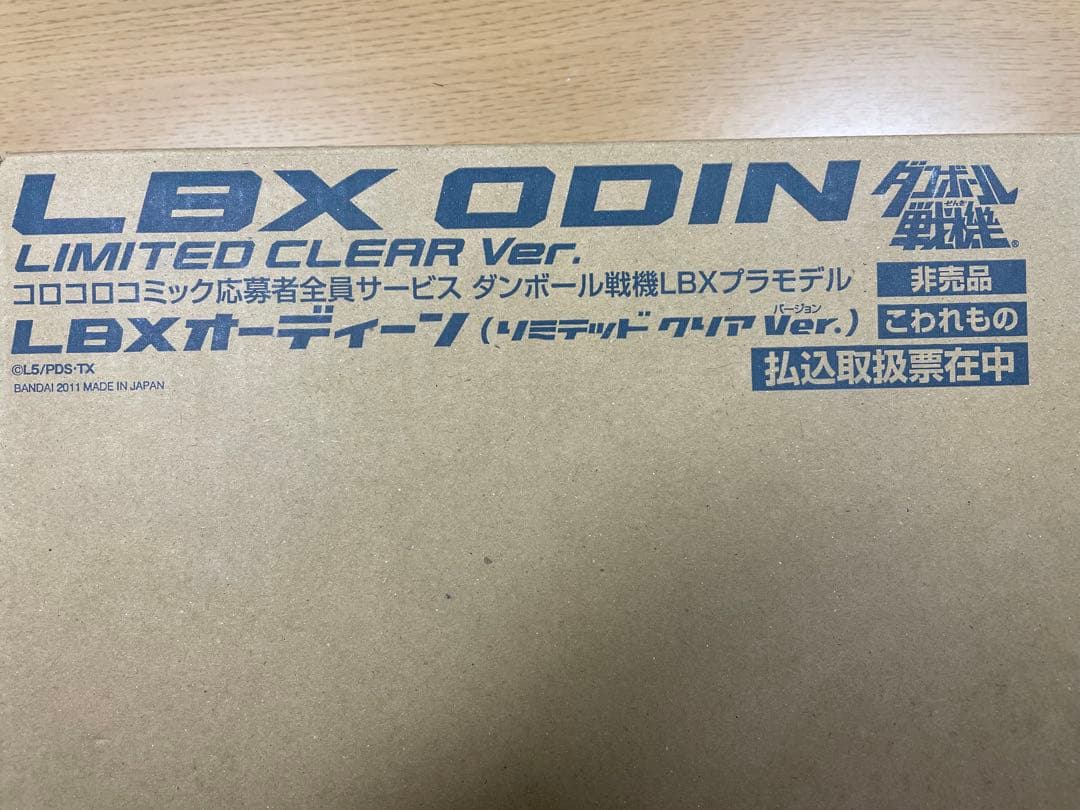 LBX ODIN
ダンボール
せんき
戦機®
LIMITED CLEAR Ver.
コロコロコミック応募者全員サービス ダンボール戦機LBXプラモデル
非売品
バージョン
LBXオーディーン(リミテッド クリア Ver.)
こわれもの
払込取扱票在中
©L5/PDS・TX
BANDAI 2011 MADE IN JAPAN